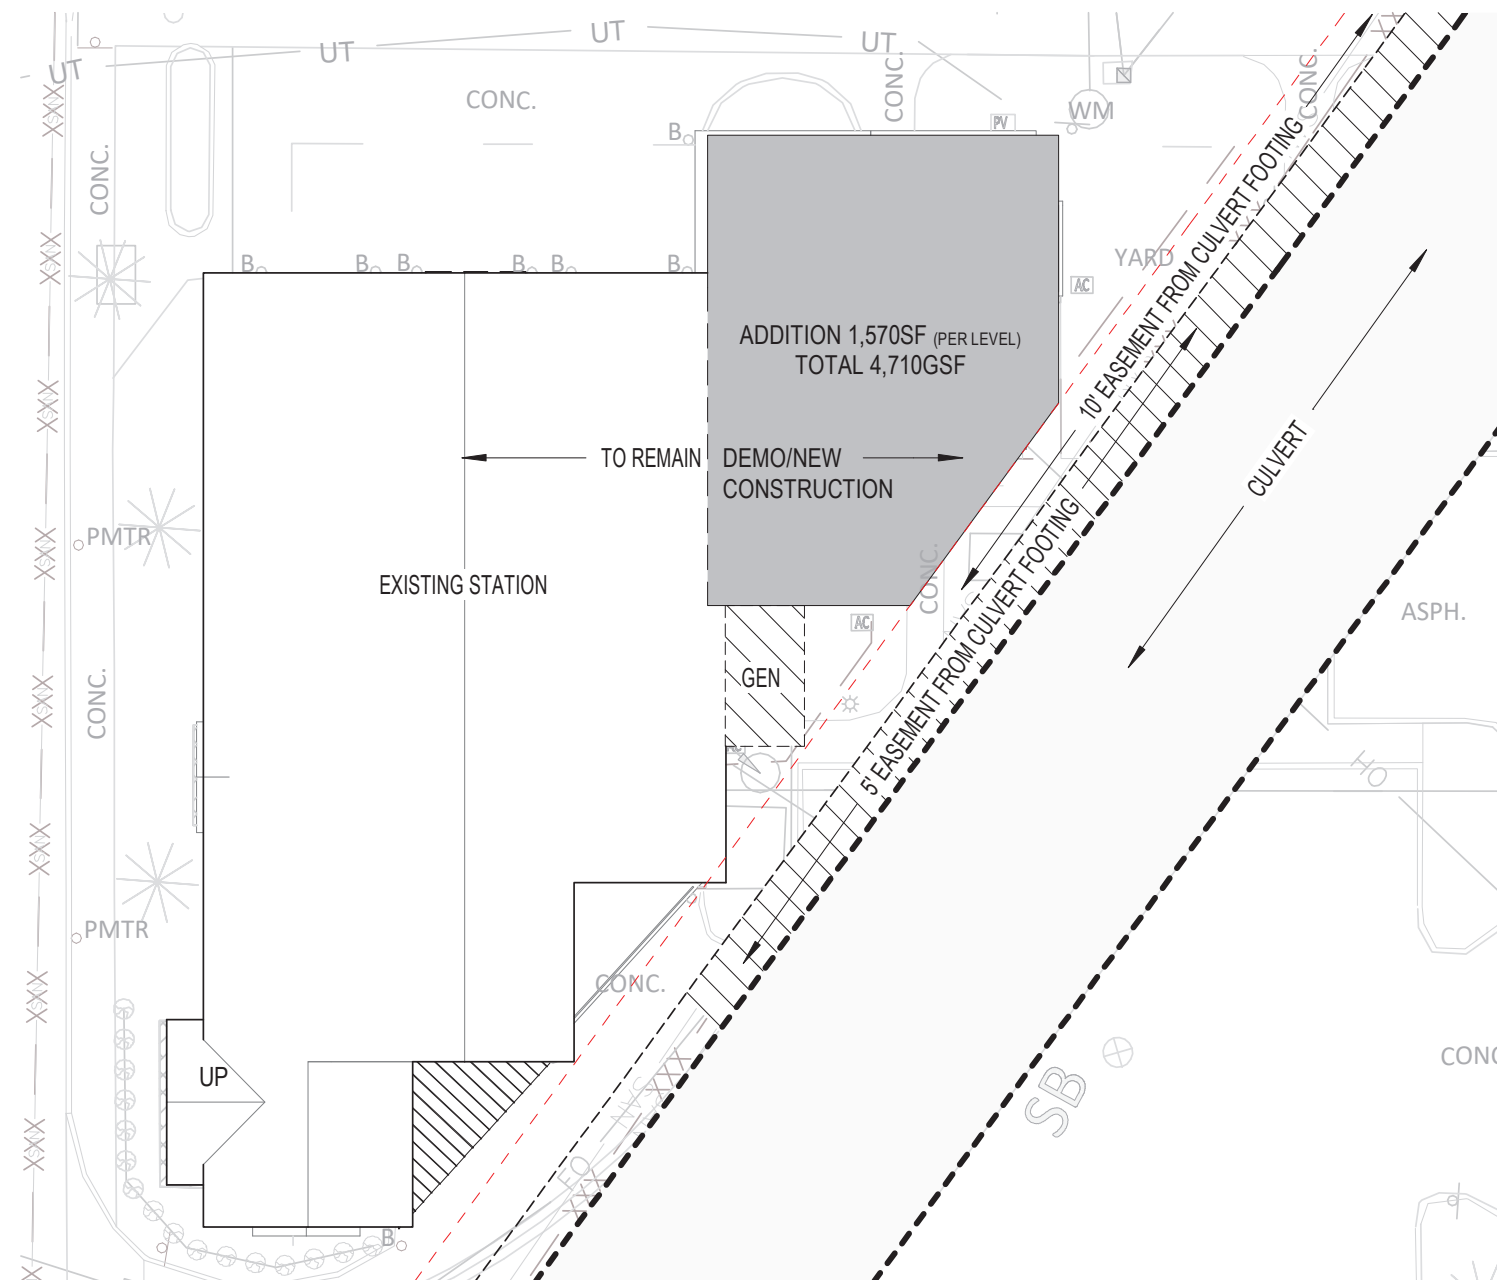 UT
UT
UT
UT
CONC.
CONC.
CONC.
WM
B
PV
CONC.
YARD
AC
B
B
B
B
B
B
10' EASEMENT FROM CULVERT FOOTING
ADDITION 1,570SF (PER LEVEL)
TOTAL 4,710GSF
TO REMAIN
DEMO/NEW
CONSTRUCTION
CULVERT
PMTR
EXISTING STATION
CONC.
5' EASEMENT FROM CULVERT FOOTING
ASPH.
AC
GEN
CONC.
HO
PMTR
CONC.
UP
SB
CONC
EO
B